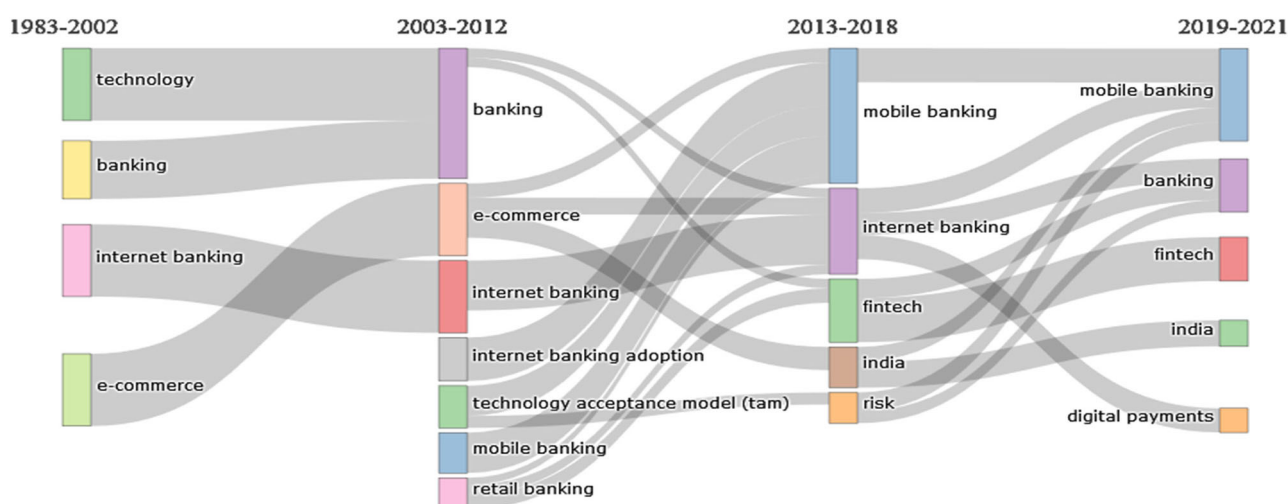 1983-2002
2003-2012
2013-2018
2019-2021
technology
banking
internet banking
e-commerce
banking
e-commerce
internet banking
internet banking adoption
technology acceptance model (tam)
mobile banking
retail banking
mobile banking
internet banking
fintech
india
risk
mobile banking
banking
fintech
india
digital payments